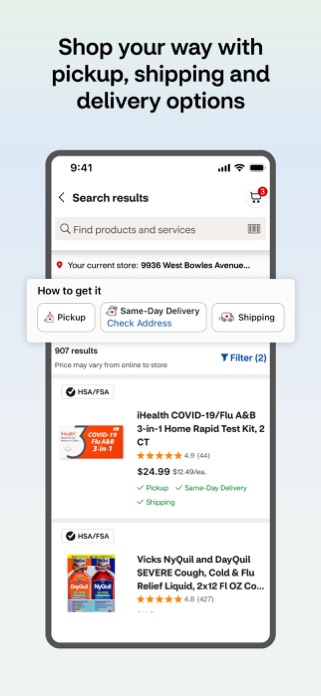 Shop your way with
pickup, shipping and
delivery options
9:41
Search results
3
Find products and services
Your current store: 9936 West Bowles Avenue...
How to get it
Pickup
Same-Day Delivery
Check Address
Shipping
907 results
Filter (2)
Price may vary from online to store
HSA/FSA
iHealth
COVID-19
Flu A&B
3-in-1
iHealth COVID-19/Flu A&B
3-in-1 Home Rapid Test Kit, 2
CT
4.9 (44)
$24.99 $12.49/ea.
Pickup Same-Day Delivery
Shipping
HSA/FSA
DayQuil
NyQuil
Vicks NyQuil and DayQuil
SEVERE Cough, Cold & Flu
Relief Liquid, 2x12 Fl OZ Co...
4.8 (427)